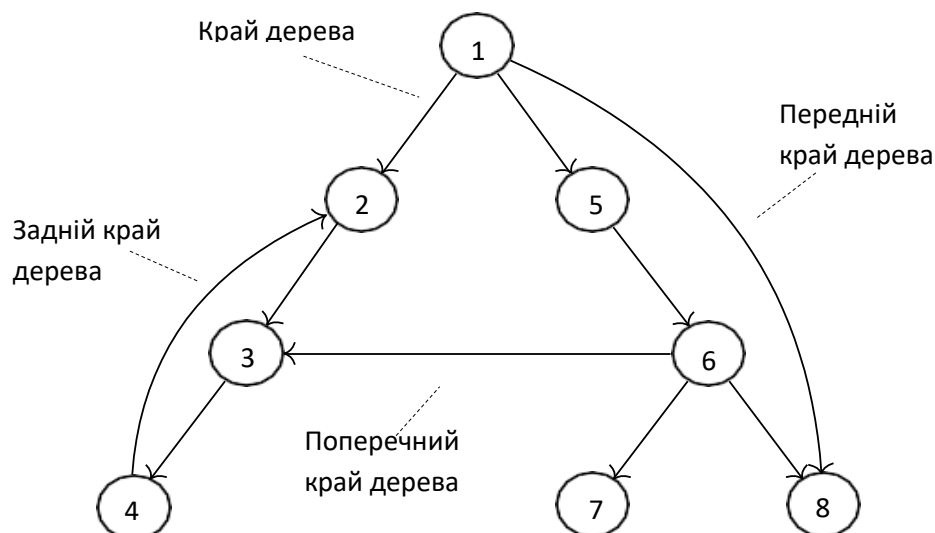 Край дерева
1
Передній
край дерева
2
5
Задній край
дерева
3
6
Поперечний
край дерева
4
7
8